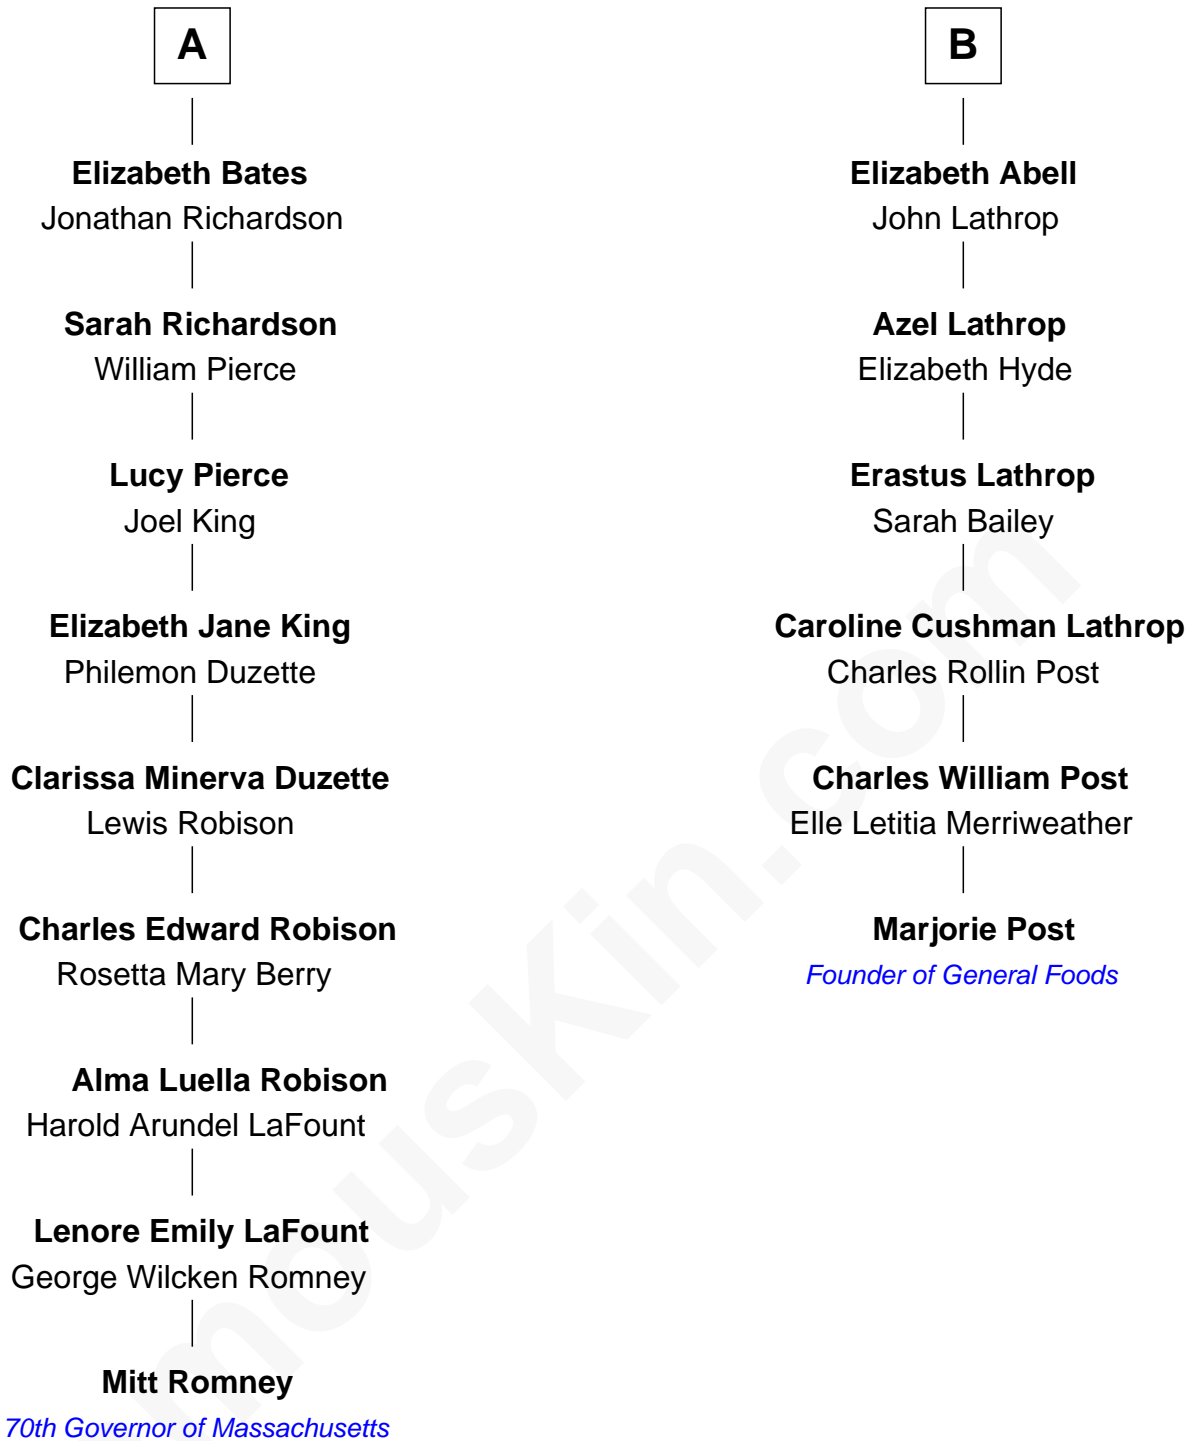 A
Elizabeth Bates
Jonathan Richardson
Sarah Richardson
William Pierce
Lucy Pierce
Joel King
Elizabeth Jane King
Philemon Duzette
Clarissa Minerva Duzette
Lewis Robison
Charles Edward Robison
Rosetta Mary Berry
Alma Luella Robison
Harold Arundel LaFount
Lenore Emily LaFount
George Wilcken Romney
Mitt Romney
70th Governor of Massachusetts
B
Elizabeth Abell
John Lathrop
Azel Lathrop
Elizabeth Hyde
Erastus Lathrop
Sarah Bailey
Caroline Cushman Lathrop
Charles Rollin Post
Charles William Post
Elle Letitia Merriweather
Marjorie Post
Founder of General Foods
mouskin.com